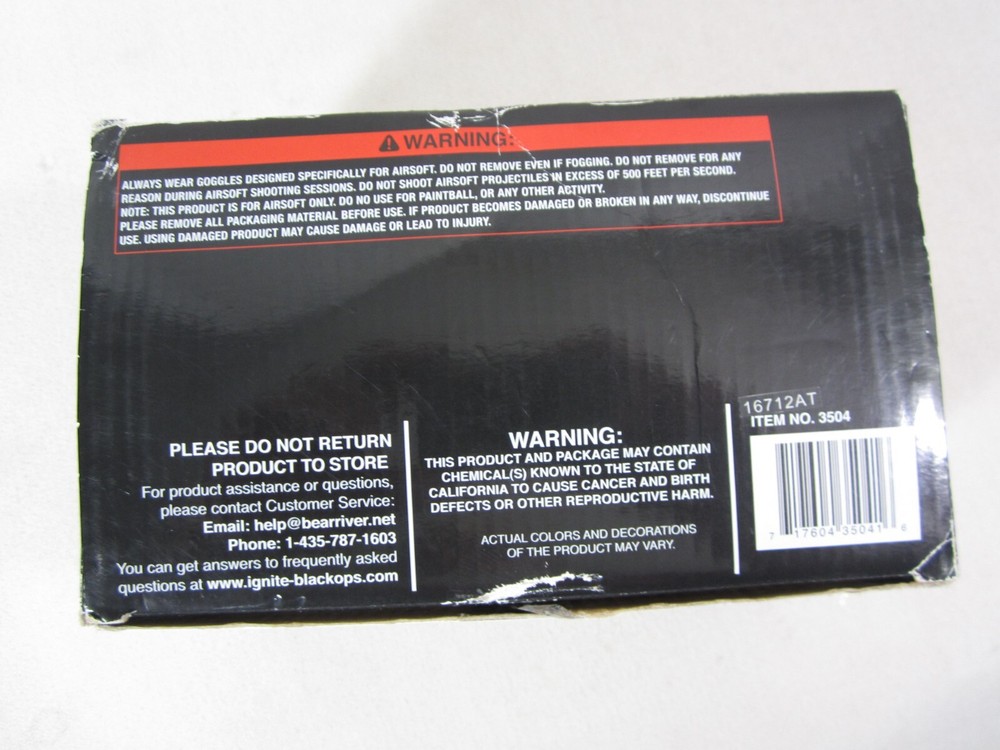 WARNING:
ALWAYS WEAR GOGGLES DESIGNED SPECIFICALLY FOR AIRSOFT. DO NOT REMOVE EVEN IF FOGGING. DO NOT REMOVE FOR ANY
REASON DURING AIRSOFT SHOOTING SESSIONS. DO NOT SHOOT AIRSOFT PROJECTILES IN EXCESS OF 500 FEET PER SECOND.
NOTE: THIS PRODUCT IS FOR AIRSOFT ONLY. DO NO USE FOR PAINTBALL, OR ANY OTHER ACTIVITY.
PLEASE REMOVE ALL PACKAGING MATERIAL BEFORE USE. IF PRODUCT BECOMES DAMAGED OR BROKEN IN ANY WAY, DISCONTINUE
USE. USING DAMAGED PRODUCT MAY CAUSE DAMAGE OR LEAD TO INJURY.
PLEASE DO NOT RETURN
PRODUCT TO STORE
For product assistance or questions,
please contact Customer Service:
Email: help@bearriver.net
Phone: 1-435-787-1603
You can get answers to frequently asked
questions at www.ignite-blackops.com
WARNING:
THIS PRODUCT AND PACKAGE MAY CONTAIN
CHEMICAL(S) KNOWN TO THE STATE OF
CALIFORNIA TO CAUSE CANCER AND BIRTH
DEFECTS OR OTHER REPRODUCTIVE HARM.
ACTUAL COLORS AND DECORATIONS
OF THE PRODUCT MAY VARY.
16712AT
ITEM NO. 3504
7 17604 35041 6